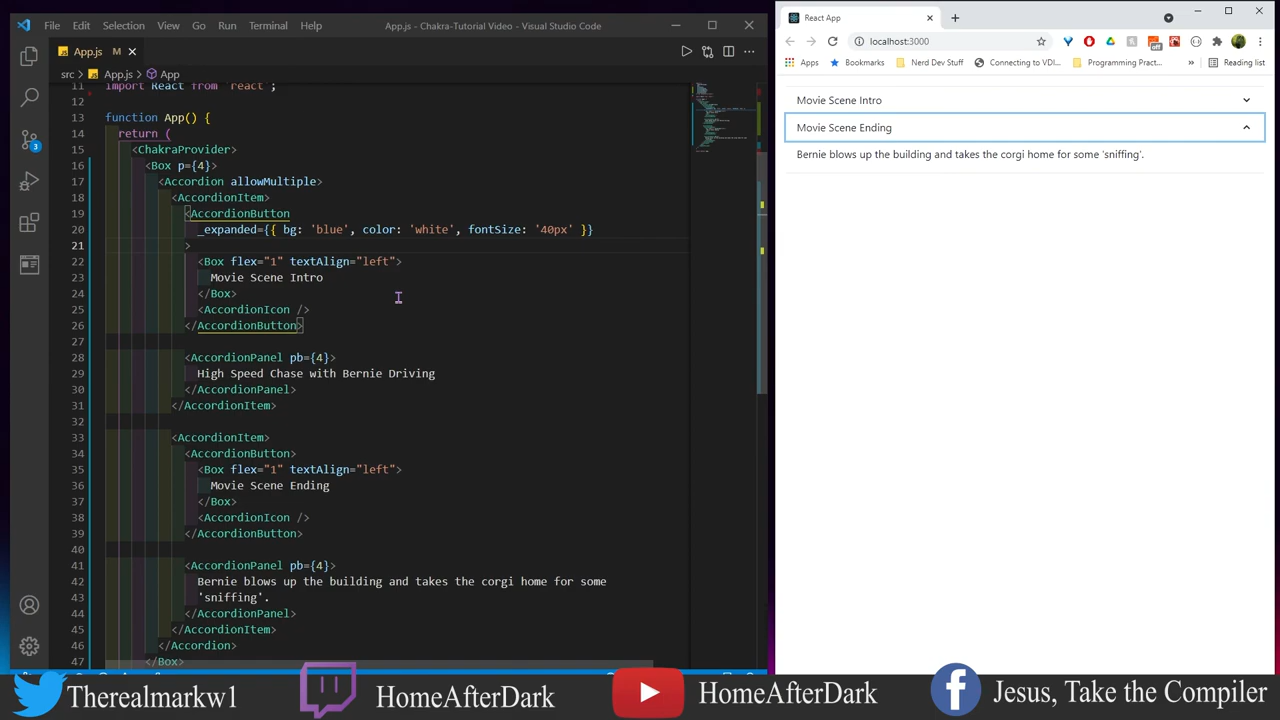 File Edit Selection View Go Run Terminal Help
App.js - Chakra-Tutorial Video - Visual Studio Code
App.js M
src > App.js > App
11 import React from 'react';
12
13 function App() {
14 return (
15 <ChakraProvider>
16 <Box p={4}>
17 <Accordion allowMultiple>
18 <AccordionItem>
19 <AccordionButton
20 _expanded={{ bg: 'blue', color: 'white', fontSize: '40px' }}
21 >
22 <Box flex="1" textAlign="left">
23 Movie Scene Intro
24 </Box>
25 <AccordionIcon />
26 </AccordionButton>
27
28 <AccordionPanel pb={4}>
29 High Speed Chase with Bernie Driving
30 </AccordionPanel>
31 </AccordionItem>
32
33 <AccordionItem>
34 <AccordionButton>
35 <Box flex="1" textAlign="left">
36 Movie Scene Ending
37 </Box>
38 <AccordionIcon />
39 </AccordionButton>
40
41 <AccordionPanel pb={4}>
42 Bernie blows up the building and takes the corgi home for some
43 'sniffing'.
44 </AccordionPanel>
45 </AccordionItem>
46 </Accordion>
47 </Box>
3
React App
localhost:3000
off
Apps Bookmarks Nerd Dev Stuff Connecting to VDI... Programming Pract... » Reading list
Movie Scene Intro
Movie Scene Ending
Bernie blows up the building and takes the corgi home for some 'sniffing'.
Therealmarkw1 HomeAfterDark HomeAfterDark Jesus, Take the Compiler